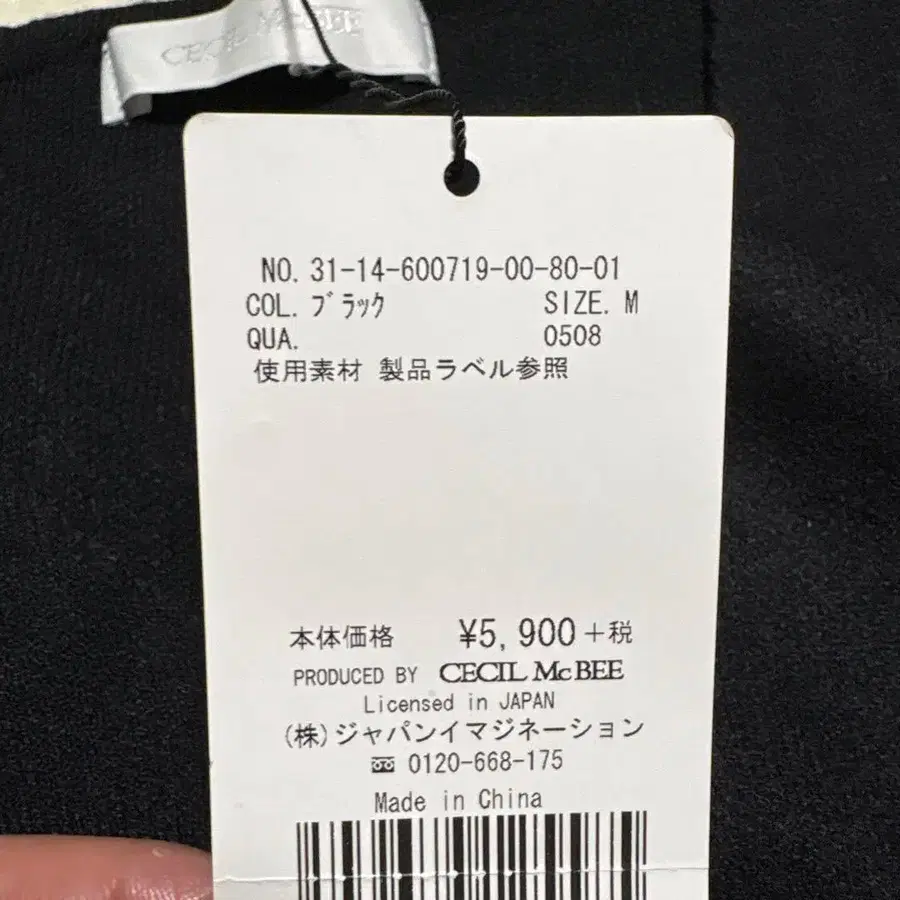 CECIL McBEE
NO. 31-14-600719-00-80-01
COL. ブラック SIZE. M
QUA. 0508
使用素材 製品ラベル参照
本体価格 ¥5,900+税
PRODUCED BY CECIL McBEE
Licensed in JAPAN
(株)ジャパンイマジネーション
0120-668-175
Made in China